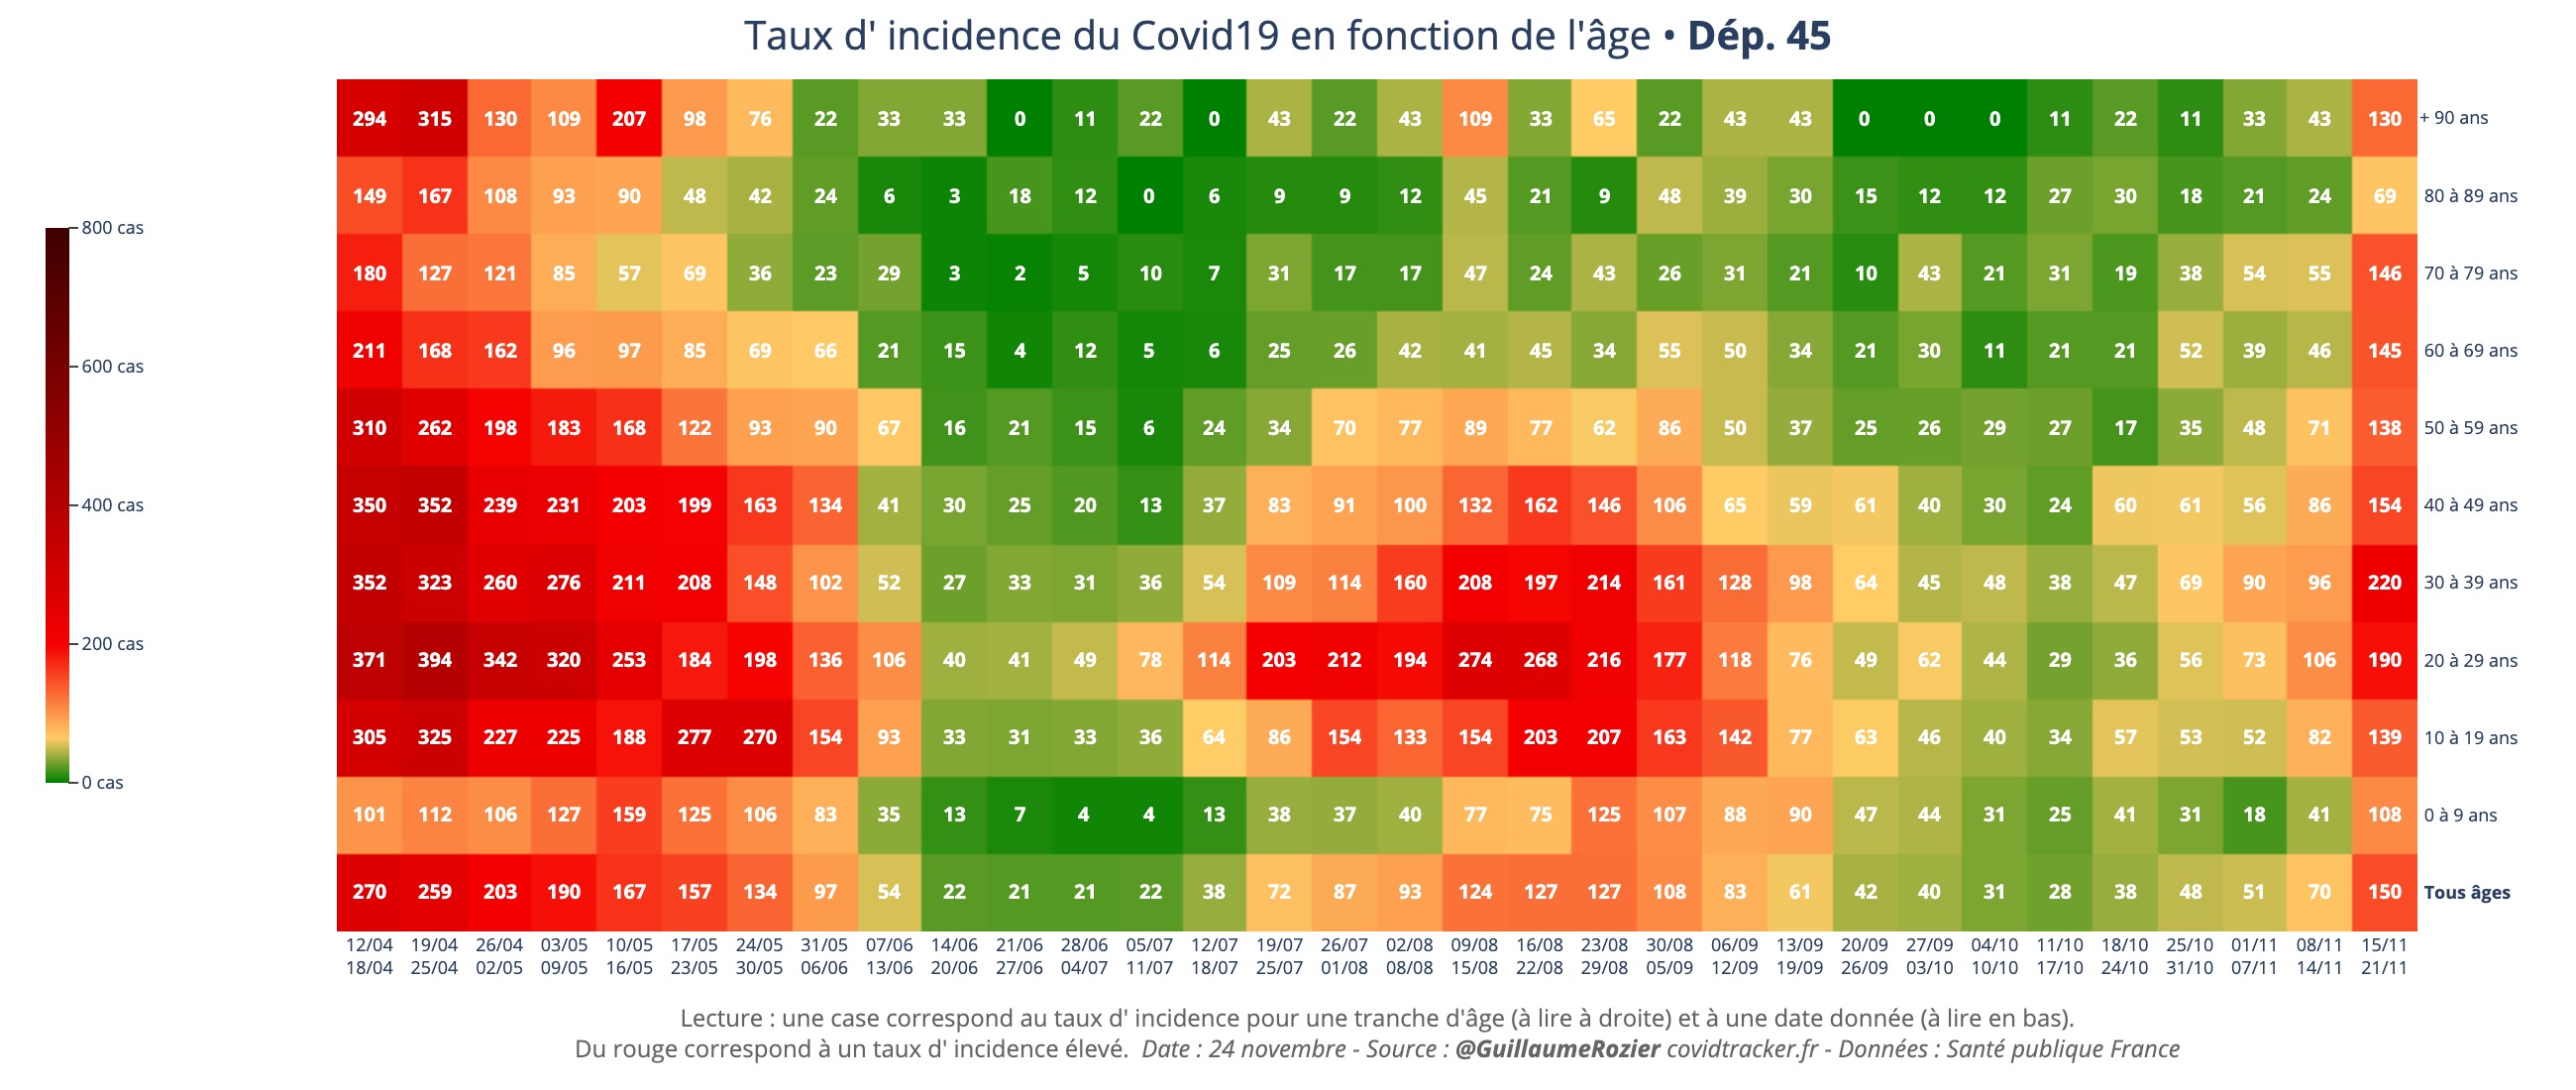 Taux d' incidence du Covid19 en fonction de l'âge • Dép. 45
294 315 130 109 207 98 76 22 33 33 0 11 22 0 43 22 43 109 33 65 22 43 43 0 0 0 11 22 11 33 43 130 + 90 ans
149 167 108 93 90 48 42 24 6 3 18 12 0 6 9 9 12 45 21 9 48 39 30 15 12 12 27 30 18 21 24 69 80 à 89 ans
800 cas
180 127 121 85 57 69 36 23 29 3 2 5 10 7 31 17 17 47 24 43 26 31 21 10 43 21 31 19 38 54 55 146 70 à 79 ans
211 168 162 96 97 85 69 66 21 15 4 12 5 6 25 26 42 41 45 34 55 50 34 21 30 11 21 21 52 39 46 145 60 à 69 ans
600 cas
310 262 198 183 168 122 93 90 67 16 21 15 6 24 34 70 77 89 77 62 86 50 37 25 26 29 27 17 35 48 71 138 50 à 59 ans
400 cas
350 352 239 231 203 199 163 134 41 30 25 20 13 37 83 91 100 132 162 146 106 65 59 61 40 30 24 60 61 56 86 154 40 à 49 ans
352 323 260 276 211 208 148 102 52 27 33 31 36 54 109 114 160 208 197 214 161 128 98 64 45 48 38 47 69 90 96 220 30 à 39 ans
200 cas
371 394 342 320 253 184 198 136 106 40 41 49 78 114 203 212 194 274 268 216 177 118 76 49 62 44 29 36 56 73 106 190 20 à 29 ans
305 325 227 225 188 277 270 154 93 33 31 33 36 64 86 154 133 154 203 207 163 142 77 63 46 40 34 57 53 52 82 139 10 à 19 ans
0 cas
101 112 106 127 159 125 106 83 35 13 7 4 4 13 38 37 40 77 75 125 107 88 90 47 44 31 25 41 31 18 41 108 0 à 9 ans
270 259 203 190 167 157 134 97 54 22 21 21 22 38 72 87 93 124 127 127 108 83 61 42 40 31 28 38 48 51 70 150 Tous âges
12/04 19/04 26/04 03/05 10/05 17/05 24/05 31/05 07/06 14/06 21/06 28/06 05/07 12/07 19/07 26/07 02/08 09/08 16/08 23/08 30/08 06/09 13/09 20/09 27/09 04/10 11/10 18/10 25/10 01/11 08/11 15/11
18/04 25/04 02/05 09/05 16/05 23/05 30/05 06/06 13/06 20/06 27/06 04/07 11/07 18/07 25/07 01/08 08/08 15/08 22/08 29/08 05/09 12/09 19/09 26/09 03/10 10/10 17/10 24/10 31/10 07/11 14/11 21/11
Lecture : une case correspond au taux d' incidence pour une tranche d'âge (à lire à droite) et à une date donnée (à lire en bas).
Du rouge correspond à un taux d' incidence élevé. Date : 24 novembre - Source : @GuillaumeRozier covidtracker.fr - Données : Santé publique France